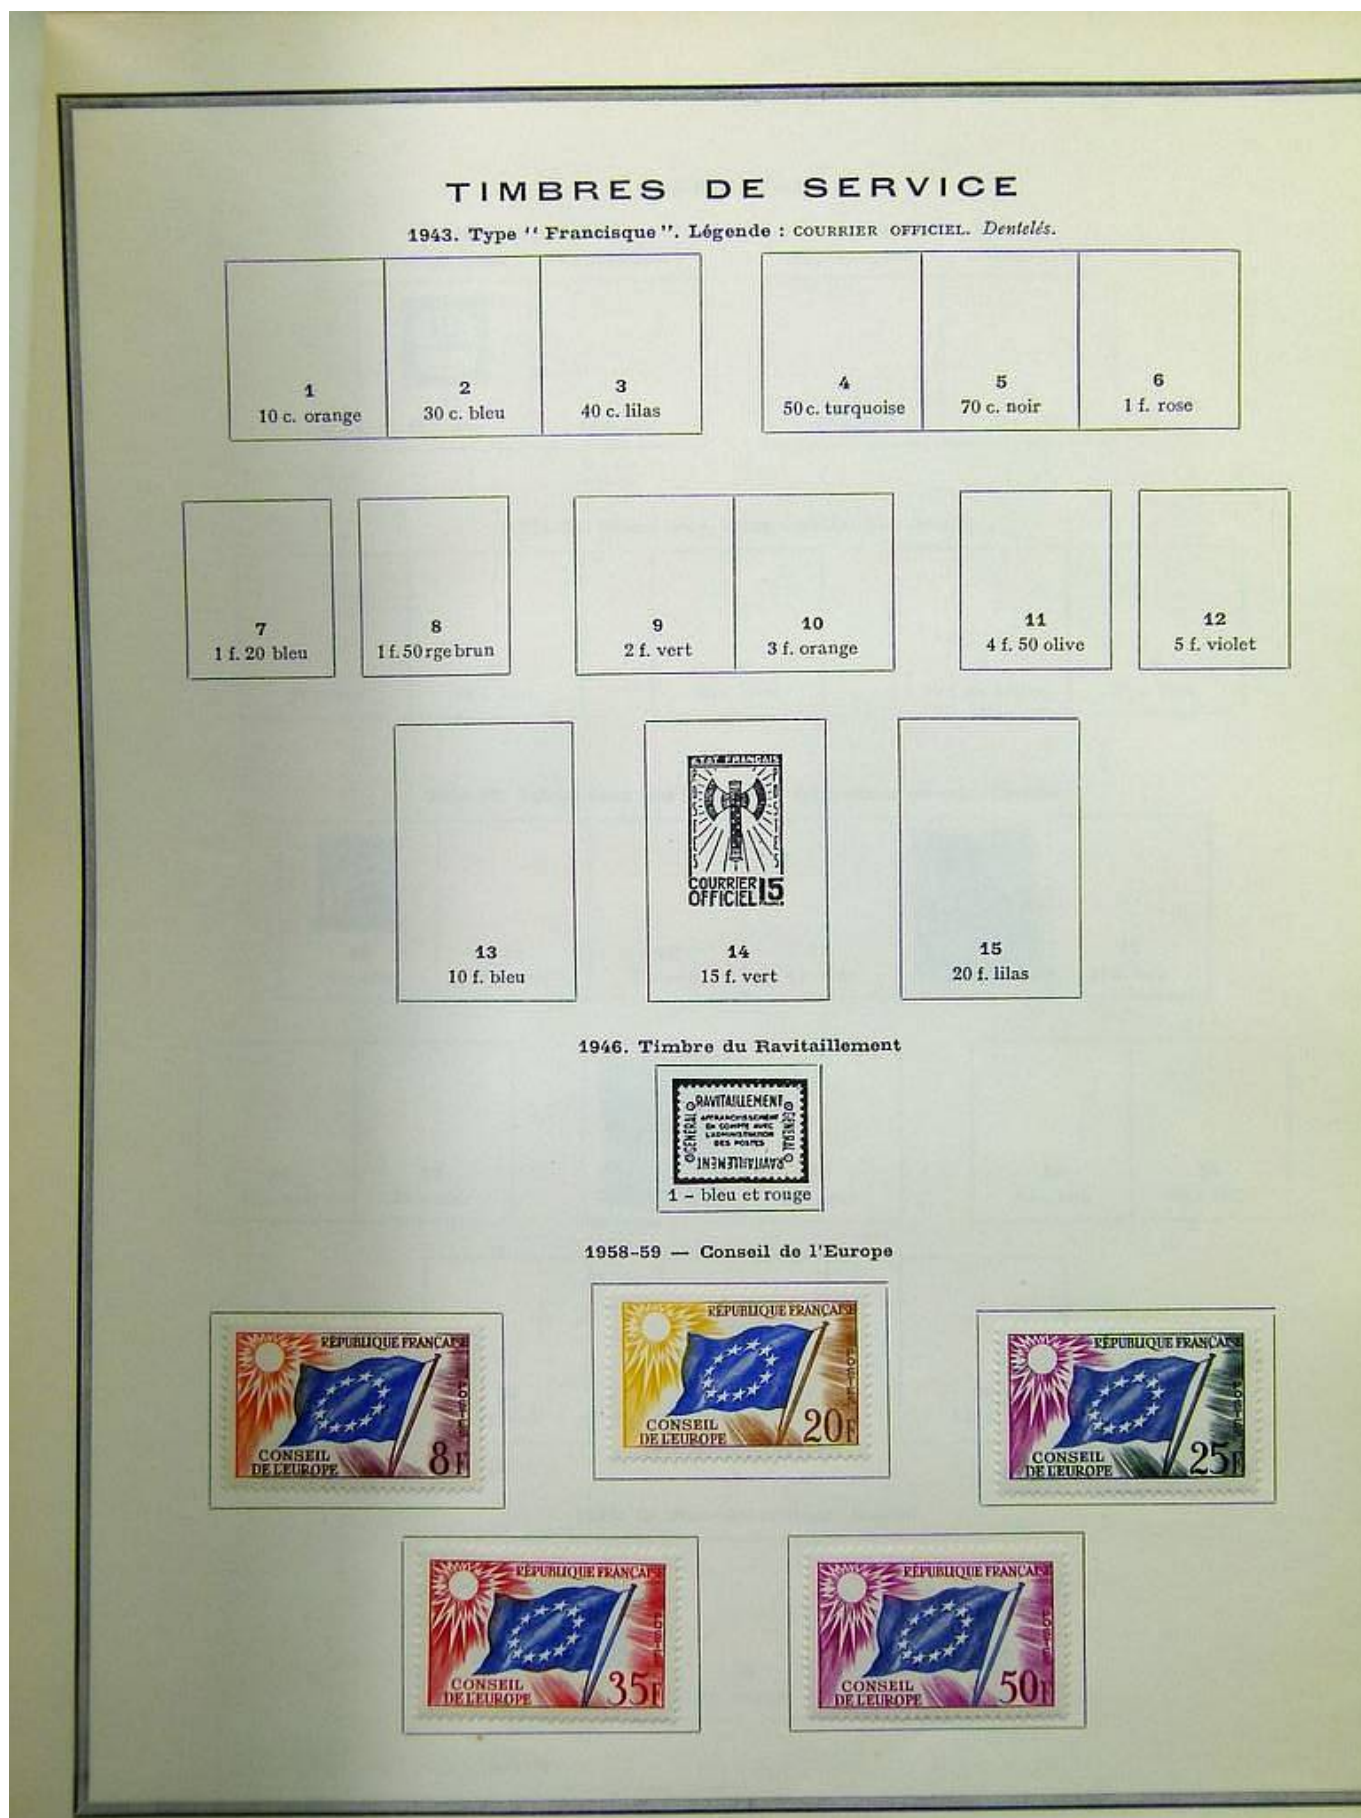 TIMBRES DE SERVICE
1943. Type " Francisque ". Légende : COURRIER OFFICIEL. Dentelés.
1 2 3 4 5 6
10 c. orange 30 c. bleu 40 c. lilas 50 c. turquoise 70 c. noir 1 f. rose
7 8 9 10 11 12
1 f. 20 bleu 1 f. 50 rge brun 2 f. vert 3 f. orange 4 f. 50 olive 5 f. violet
ETAT FRANÇAIS
COURRIER
OFFICIEL 15
13 14 15
10 f. bleu 15 f. vert 20 f. lilas
1946. Timbre du Ravitaillement
RAVITAILLEMENT
GENERAL
AFFRANCHISSEMENT
EN COMPTE AVEC
L'ADMINISTRATION
DES POSTES
GENERAL
RAVITAILLEMENT
1 - bleu et rouge
1958-59 — Conseil de l'Europe
RÉPUBLIQUE FRANÇAISE
POSTES
CONSEIL
DE L'EUROPE
8F
RÉPUBLIQUE FRANÇAISE
POSTES
CONSEIL
DE L'EUROPE
20F
RÉPUBLIQUE FRANÇAISE
POSTES
CONSEIL
DE L'EUROPE
25F
RÉPUBLIQUE FRANÇAISE
POSTES
CONSEIL
DE L'EUROPE
35F
RÉPUBLIQUE FRANÇAISE
POSTES
CONSEIL
DE L'EUROPE
50F